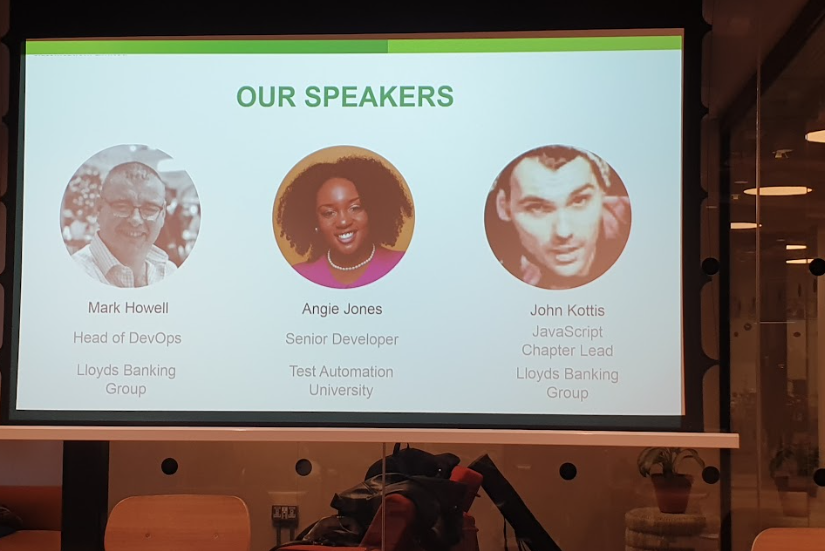 OUR SPEAKERS
Mark Howell
Angie Jones
John Kottis
Head of DevOps
Senior Developer
JavaScript
Chapter Lead
Lloyds Banking
Group
Test Automation
University
Lloyds Banking
Group